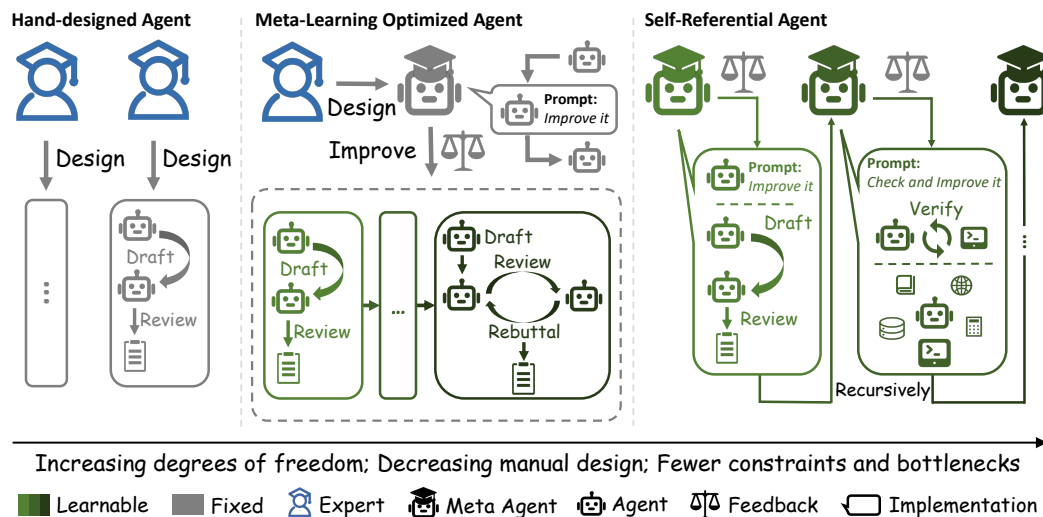 Hand-designed Agent
Design
Design
...
Draft
Review
Meta-Learning Optimized Agent
Design
Prompt:
Improve it
Improve
Draft
Review
...
Draft
Review
Rebuttal
Self-Referential Agent
Prompt:
Improve it
Draft
Review
Prompt:
Check and Improve it
Verify
...
Recursively
Increasing degrees of freedom; Decreasing manual design; Fewer constraints and bottlenecks
Learnable Fixed Expert Meta Agent Agent Feedback Implementation